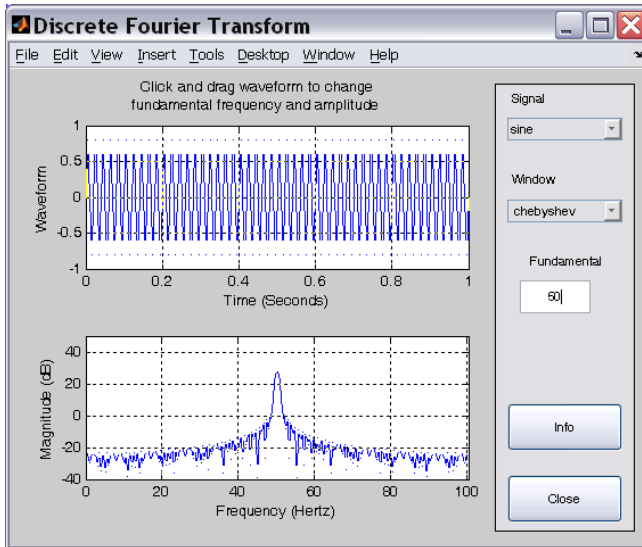 Discrete Fourier Transform
File Edit View Insert Tools Desktop Window Help
Click and drag waveform to change
fundamental frequency and amplitude
1
0.5
0
-0.5
-1
Waveform
0 0.2 0.4 0.6 0.8 1
Time (Seconds)
40
20
0
-20
-40
Magnitude (dB)
0 20 40 60 80 100
Frequency (Hertz)
Signal
sine
Window
chebyshev
Fundamental
50
Info
Close